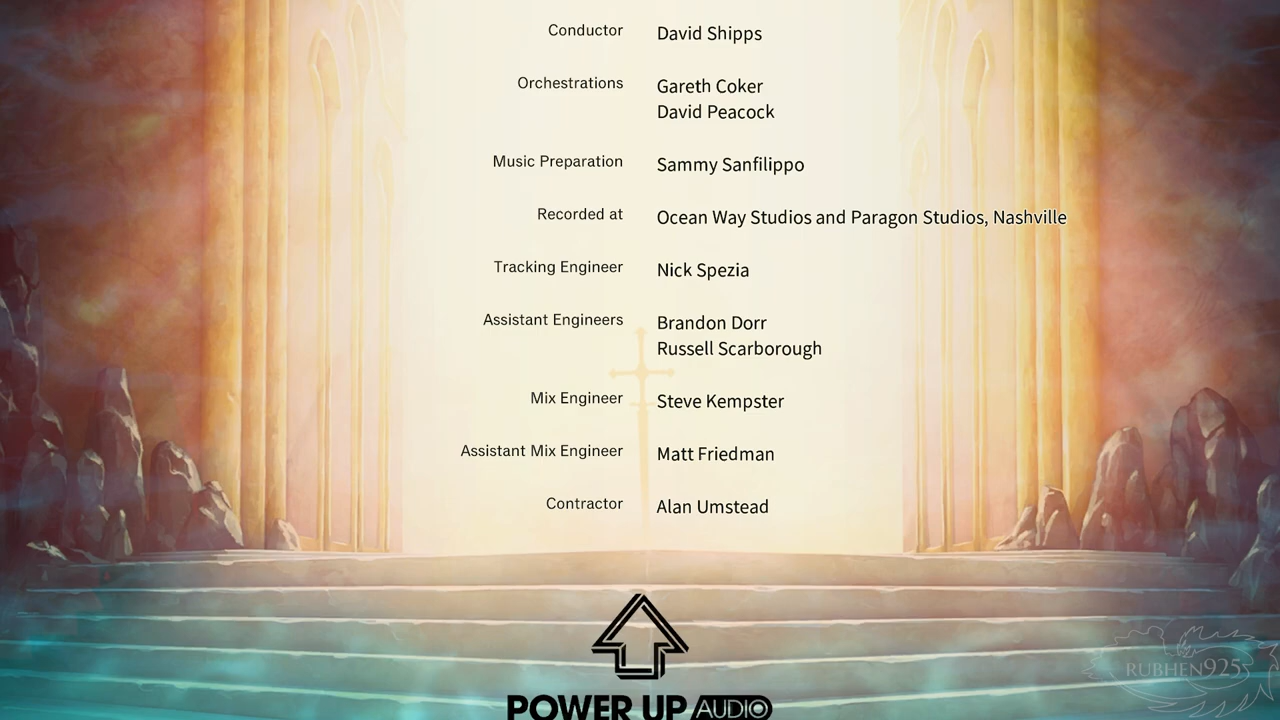 Conductor David Shipps
Orchestrations Gareth Coker
David Peacock
Music Preparation Sammy Sanfilippo
Recorded at Ocean Way Studios and Paragon Studios, Nashville
Tracking Engineer Nick Spezia
Assistant Engineers Brandon Dorr
Russell Scarborough
Mix Engineer Steve Kempster
Assistant Mix Engineer Matt Friedman
Contractor Alan Umstead
POWER UP AUDIO
RUBHEN925